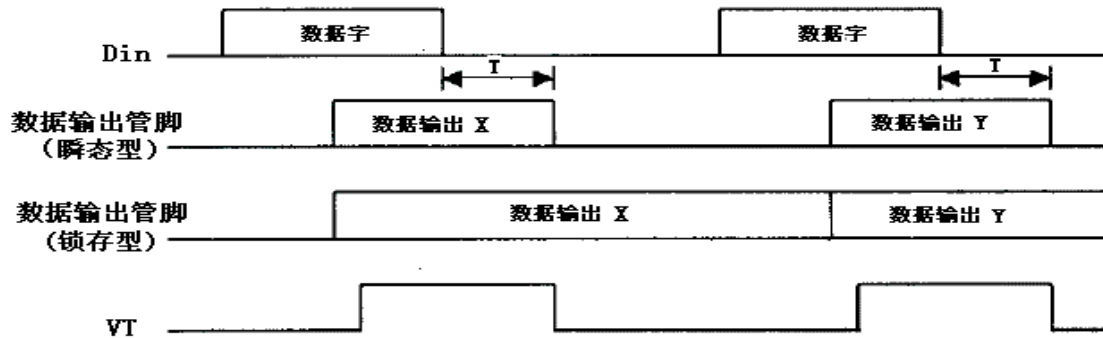 数据字 数据字
Din
T T
数据输出管脚 数据输出 X 数据输出 Y
(瞬态型)
数据输出管脚 数据输出 X 数据输出 Y
(锁存型)
VT